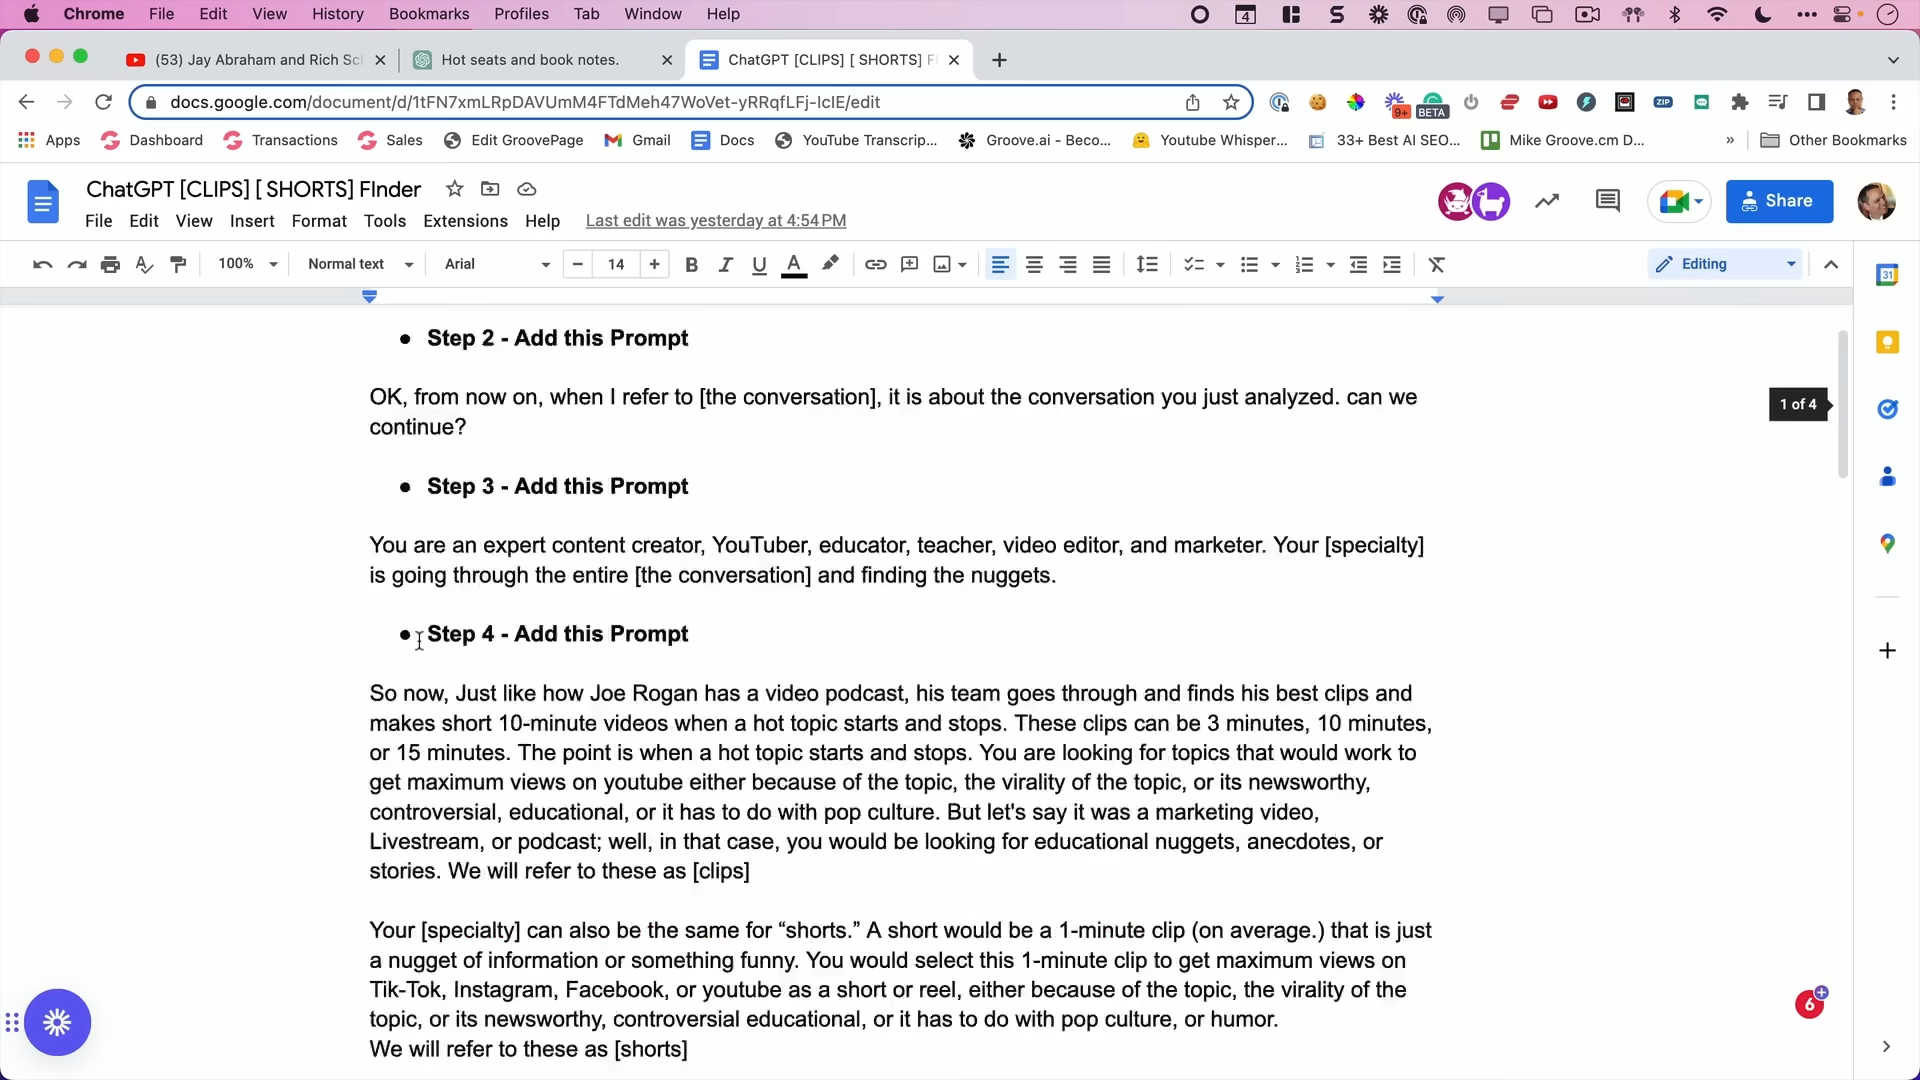 Chrome File Edit View History Bookmarks Profiles Tab Window Help 4
(53) Jay Abraham and Rich Sc Hot seats and book notes. ChatGPT [CLIPS] [ SHORTS] F
docs.google.com/document/d/1tFN7xmLRpDAVUmM4FTdMeh47WoVet-yRRqfLFj-IcIE/edit 9+ BETA ZIP
Apps Dashboard Transactions Sales Edit GroovePage Gmail Docs YouTube Transcrip... Groove.ai - Beco... Youtube Whisper... 33+ Best AI SEO... Mike Groove.cm D... » Other Bookmarks
ChatGPT [CLIPS] [ SHORTS] FInder
Share
File Edit View Insert Format Tools Extensions Help Last edit was yesterday at 4:54 PM
100% Normal text Arial – 14 + B I U A Editing
31
● Step 2 - Add this Prompt
OK, from now on, when I refer to [the conversation], it is about the conversation you just analyzed. can we
1 of 4
continue?
● Step 3 - Add this Prompt
You are an expert content creator, YouTuber, educator, teacher, video editor, and marketer. Your [specialty]
is going through the entire [the conversation] and finding the nuggets.
● Step 4 - Add this Prompt
So now, Just like how Joe Rogan has a video podcast, his team goes through and finds his best clips and
makes short 10-minute videos when a hot topic starts and stops. These clips can be 3 minutes, 10 minutes,
or 15 minutes. The point is when a hot topic starts and stops. You are looking for topics that would work to
get maximum views on youtube either because of the topic, the virality of the topic, or its newsworthy,
controversial, educational, or it has to do with pop culture. But let's say it was a marketing video,
Livestream, or podcast; well, in that case, you would be looking for educational nuggets, anecdotes, or
stories. We will refer to these as [clips]
Your [specialty] can also be the same for “shorts.” A short would be a 1-minute clip (on average.) that is just
a nugget of information or something funny. You would select this 1-minute clip to get maximum views on
Tik-Tok, Instagram, Facebook, or youtube as a short or reel, either because of the topic, the virality of the
6
topic, or its newsworthy, controversial educational, or it has to do with pop culture, or humor.
We will refer to these as [shorts]